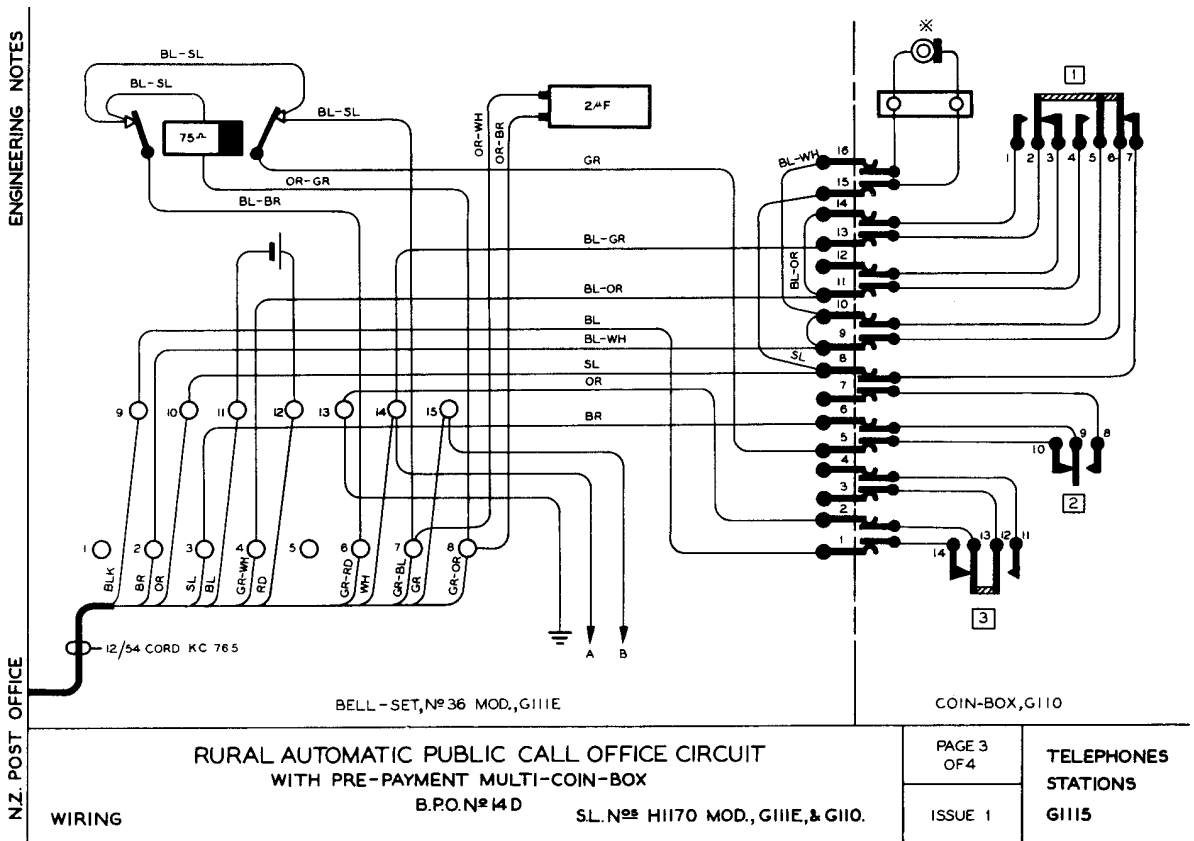 ENGINEERING NOTES
N.Z. POST OFFICE
BL-SL
BL-SL
BL-SL
75Ω
2μF
OR-WH
OR-BR
GR
OR-GR
BL-BR
BL-GR
BL-OR
BL
BL-WH
SL
OR
BR
BL-WH
BL-OR
SL
※
1
1 2 3 4 5 6 7
16
15
14
13
12
11
10
9
8
7
6
5
4
3
2
1
10 9 8
2
14 13 12 11
3
9 10 11 12 13 14 15
1 2 3 4 5 6 7 8
BLK
BR
OR
SL
BL
GR-WH
RD
GR-RD
WH
GR-BL
GR
GR-OR
12/54 CORD KC 765
A B
BELL-SET, Nº 36 MOD., G111E
COIN-BOX, G110
RURAL AUTOMATIC PUBLIC CALL OFFICE CIRCUIT
WITH PRE-PAYMENT MULTI-COIN-BOX
B.P.O. Nº 14 D
WIRING
S.L. Nºs H1170 MOD., G111E, & G110.
PAGE 3
OF 4
ISSUE 1
TELEPHONES
STATIONS
G1115